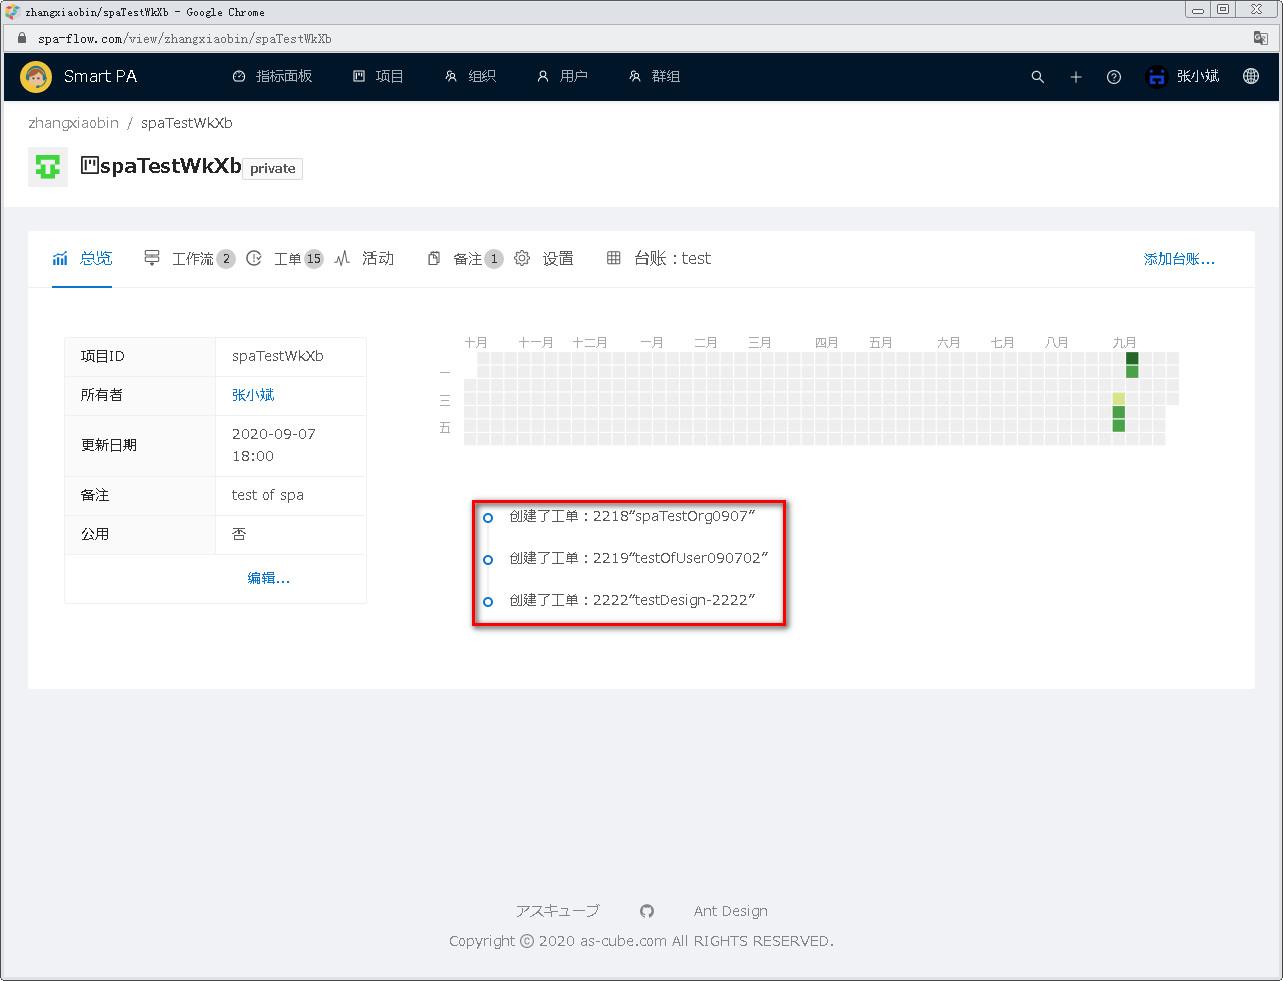 zhangxiaobin/spaTestWkXb - Google Chrome
spa-flow.com/view/zhangxiaobin/spaTestWkXb
Smart PA 指标面板 项目 组织 用户 群组 张小斌
zhangxiaobin / spaTestWkXb
spaTestWkXb private
总览 工作流 2 工单 15 活动 备注 1 设置 台账：test 添加台账...
十月 十一月 十二月 一月 二月 三月 四月 五月 六月 七月 八月 九月
一
三
五
项目ID spaTestWkXb
所有者 张小斌
更新日期 2020-09-07
18:00
备注 test of spa
公用 否
编辑...
创建了工单：2218"spaTestOrg0907"
创建了工单：2219"testOfUser090702"
创建了工单：2222"testDesign-2222"
アスキューブ Ant Design
Copyright © 2020 as-cube.com All RIGHTS RESERVED.